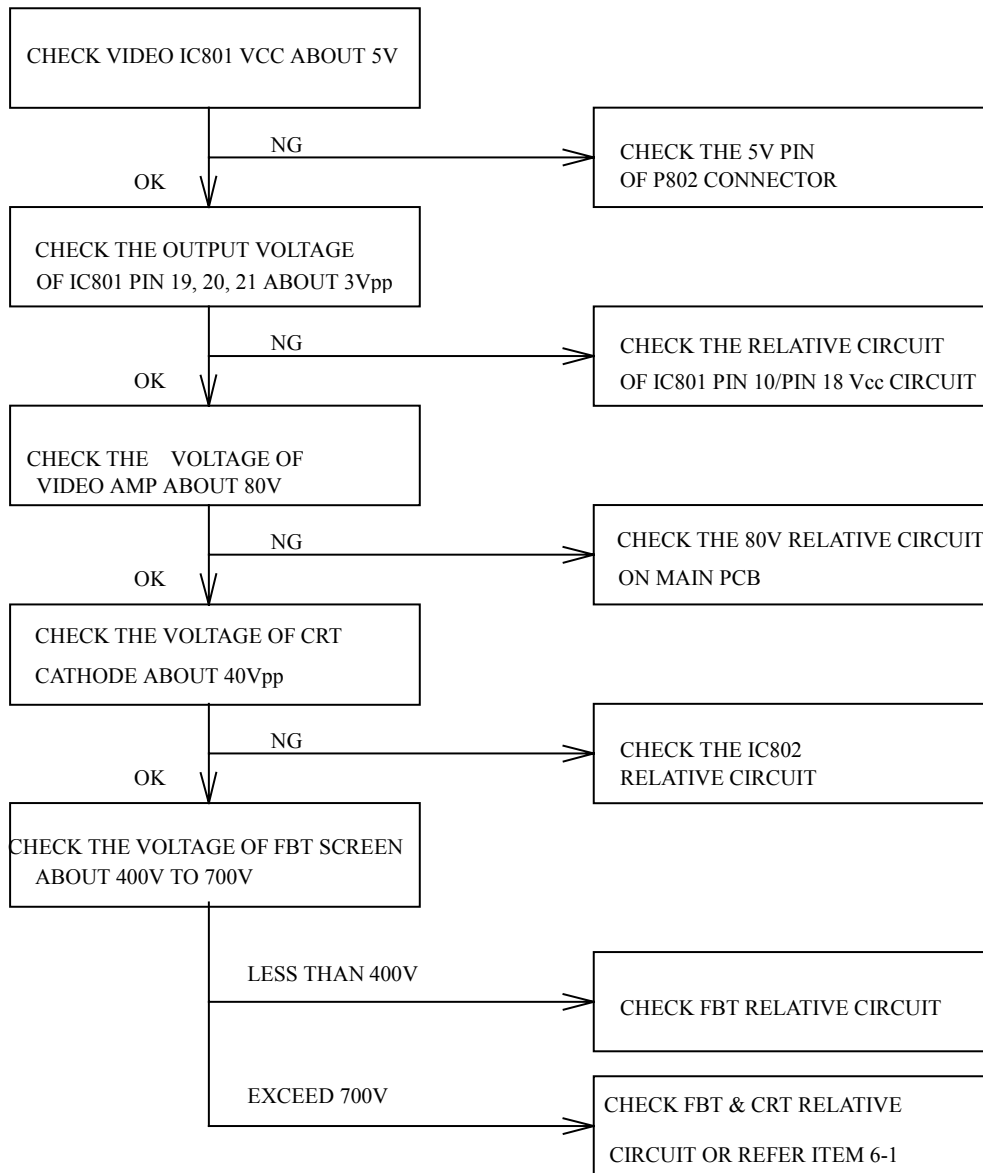 CHECK VIDEO IC801 VCC ABOUT 5V
NG
CHECK THE 5V PIN
OF P802 CONNECTOR
OK
CHECK THE OUTPUT VOLTAGE
OF IC801 PIN 19, 20, 21 ABOUT 3Vpp
NG
CHECK THE RELATIVE CIRCUIT
OF IC801 PIN 10/PIN 18 Vcc CIRCUIT
OK
CHECK THE VOLTAGE OF
VIDEO AMP ABOUT 80V
NG
CHECK THE 80V RELATIVE CIRCUIT
ON MAIN PCB
OK
CHECK THE VOLTAGE OF CRT
CATHODE ABOUT 40Vpp
NG
CHECK THE IC802
RELATIVE CIRCUIT
OK
CHECK THE VOLTAGE OF FBT SCREEN
ABOUT 400V TO 700V
LESS THAN 400V
CHECK FBT RELATIVE CIRCUIT
EXCEED 700V
CHECK FBT & CRT RELATIVE
CIRCUIT OR REFER ITEM 6-1